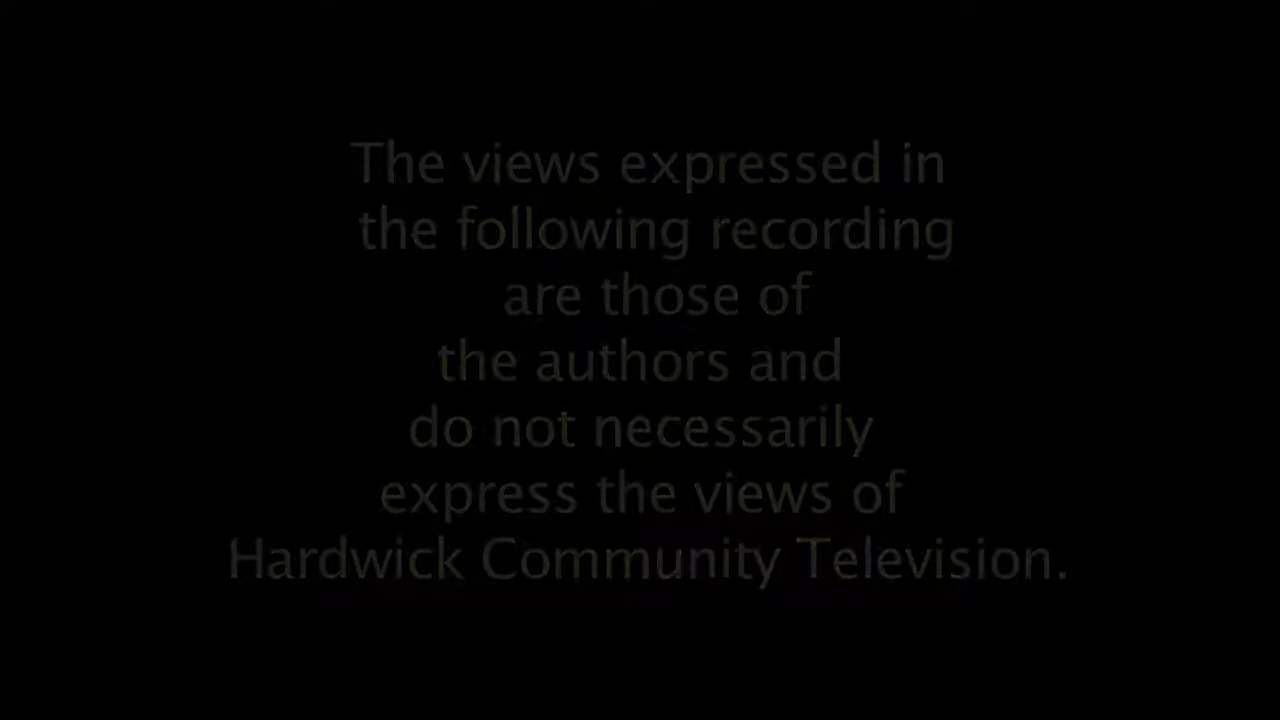 The views expressed in
the following recording
are those of
the authors and
do not necessarily
express the views of
Hardwick Community Television.